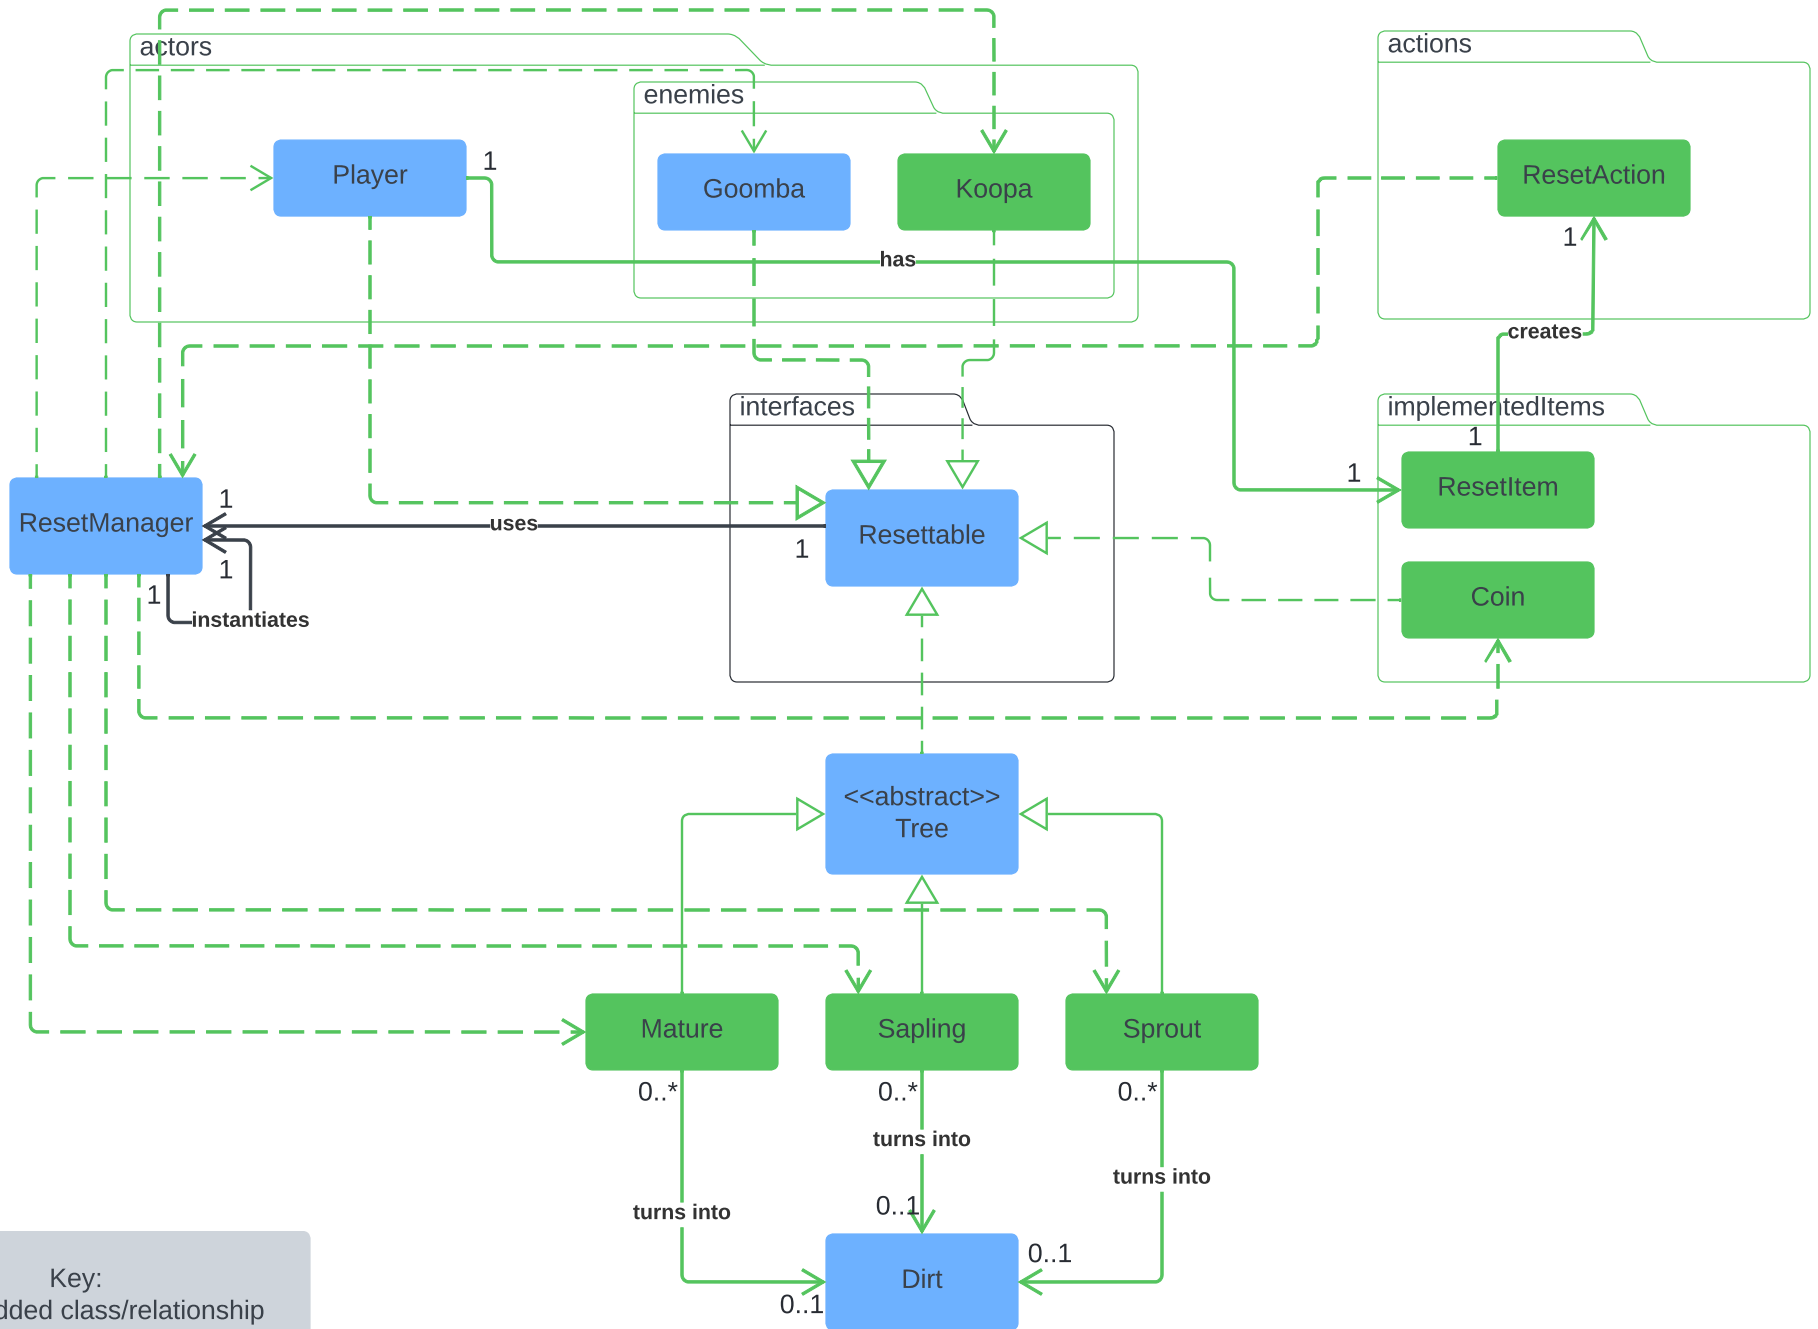 actors
actions
enemies
Player
1
Goomba
Koopa
ResetAction
1
has
creates
interfaces
implementedItems
1
1
ResetItem
ResetManager
1
uses
1
Resettable
1
1
instantiates
Coin
<<abstract>>
Tree
Mature
Sapling
Sprout
0..*
0..*
0..*
turns into
turns into
turns into
0..1
0..1
0..1
Dirt
Key:
class/relationship